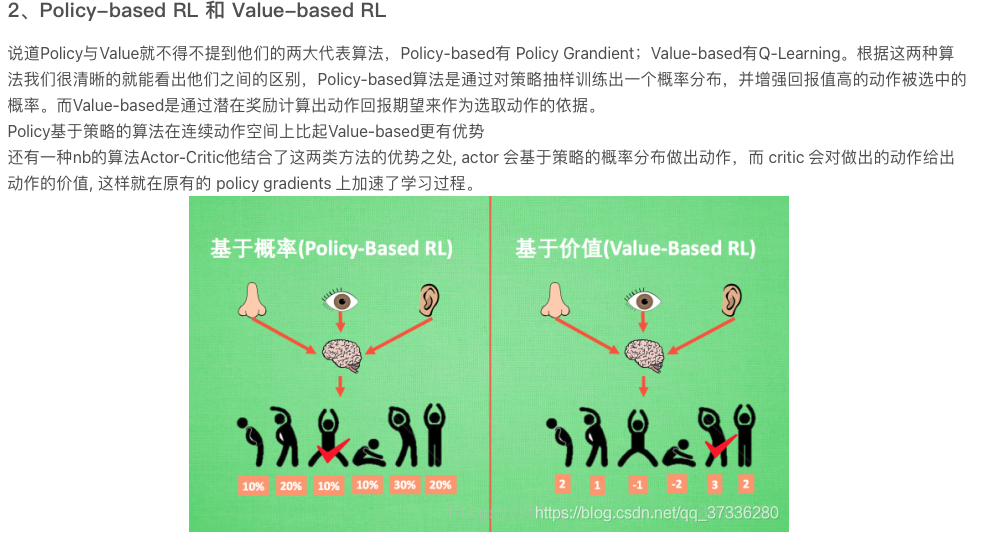 2、Policy-based RL 和 Value-based RL
说道Policy与Value就不得不提到他们的两大代表算法，Policy-based有 Policy Grandient；Value-based有Q-Learning。根据这两种算
法我们很清晰的就能看出他们之间的区别，Policy-based算法是通过对策略抽样训练出一个概率分布，并增强回报值高的动作被选中的
概率。而Value-based是通过潜在奖励计算出动作回报期望来作为选取动作的依据。
Policy基于策略的算法在连续动作空间上比起Value-based更有优势
还有一种nb的算法Actor-Critic他结合了这两类方法的优势之处, actor 会基于策略的概率分布做出动作，而 critic 会对做出的动作给出
动作的价值, 这样就在原有的 policy gradients 上加速了学习过程。
基于概率(Policy-Based RL)
10% 20% 10% 10% 30% 20%
基于价值(Value-Based RL)
2 1 -1 -2 3 2
https://blog.csdn.net/qq_37336280